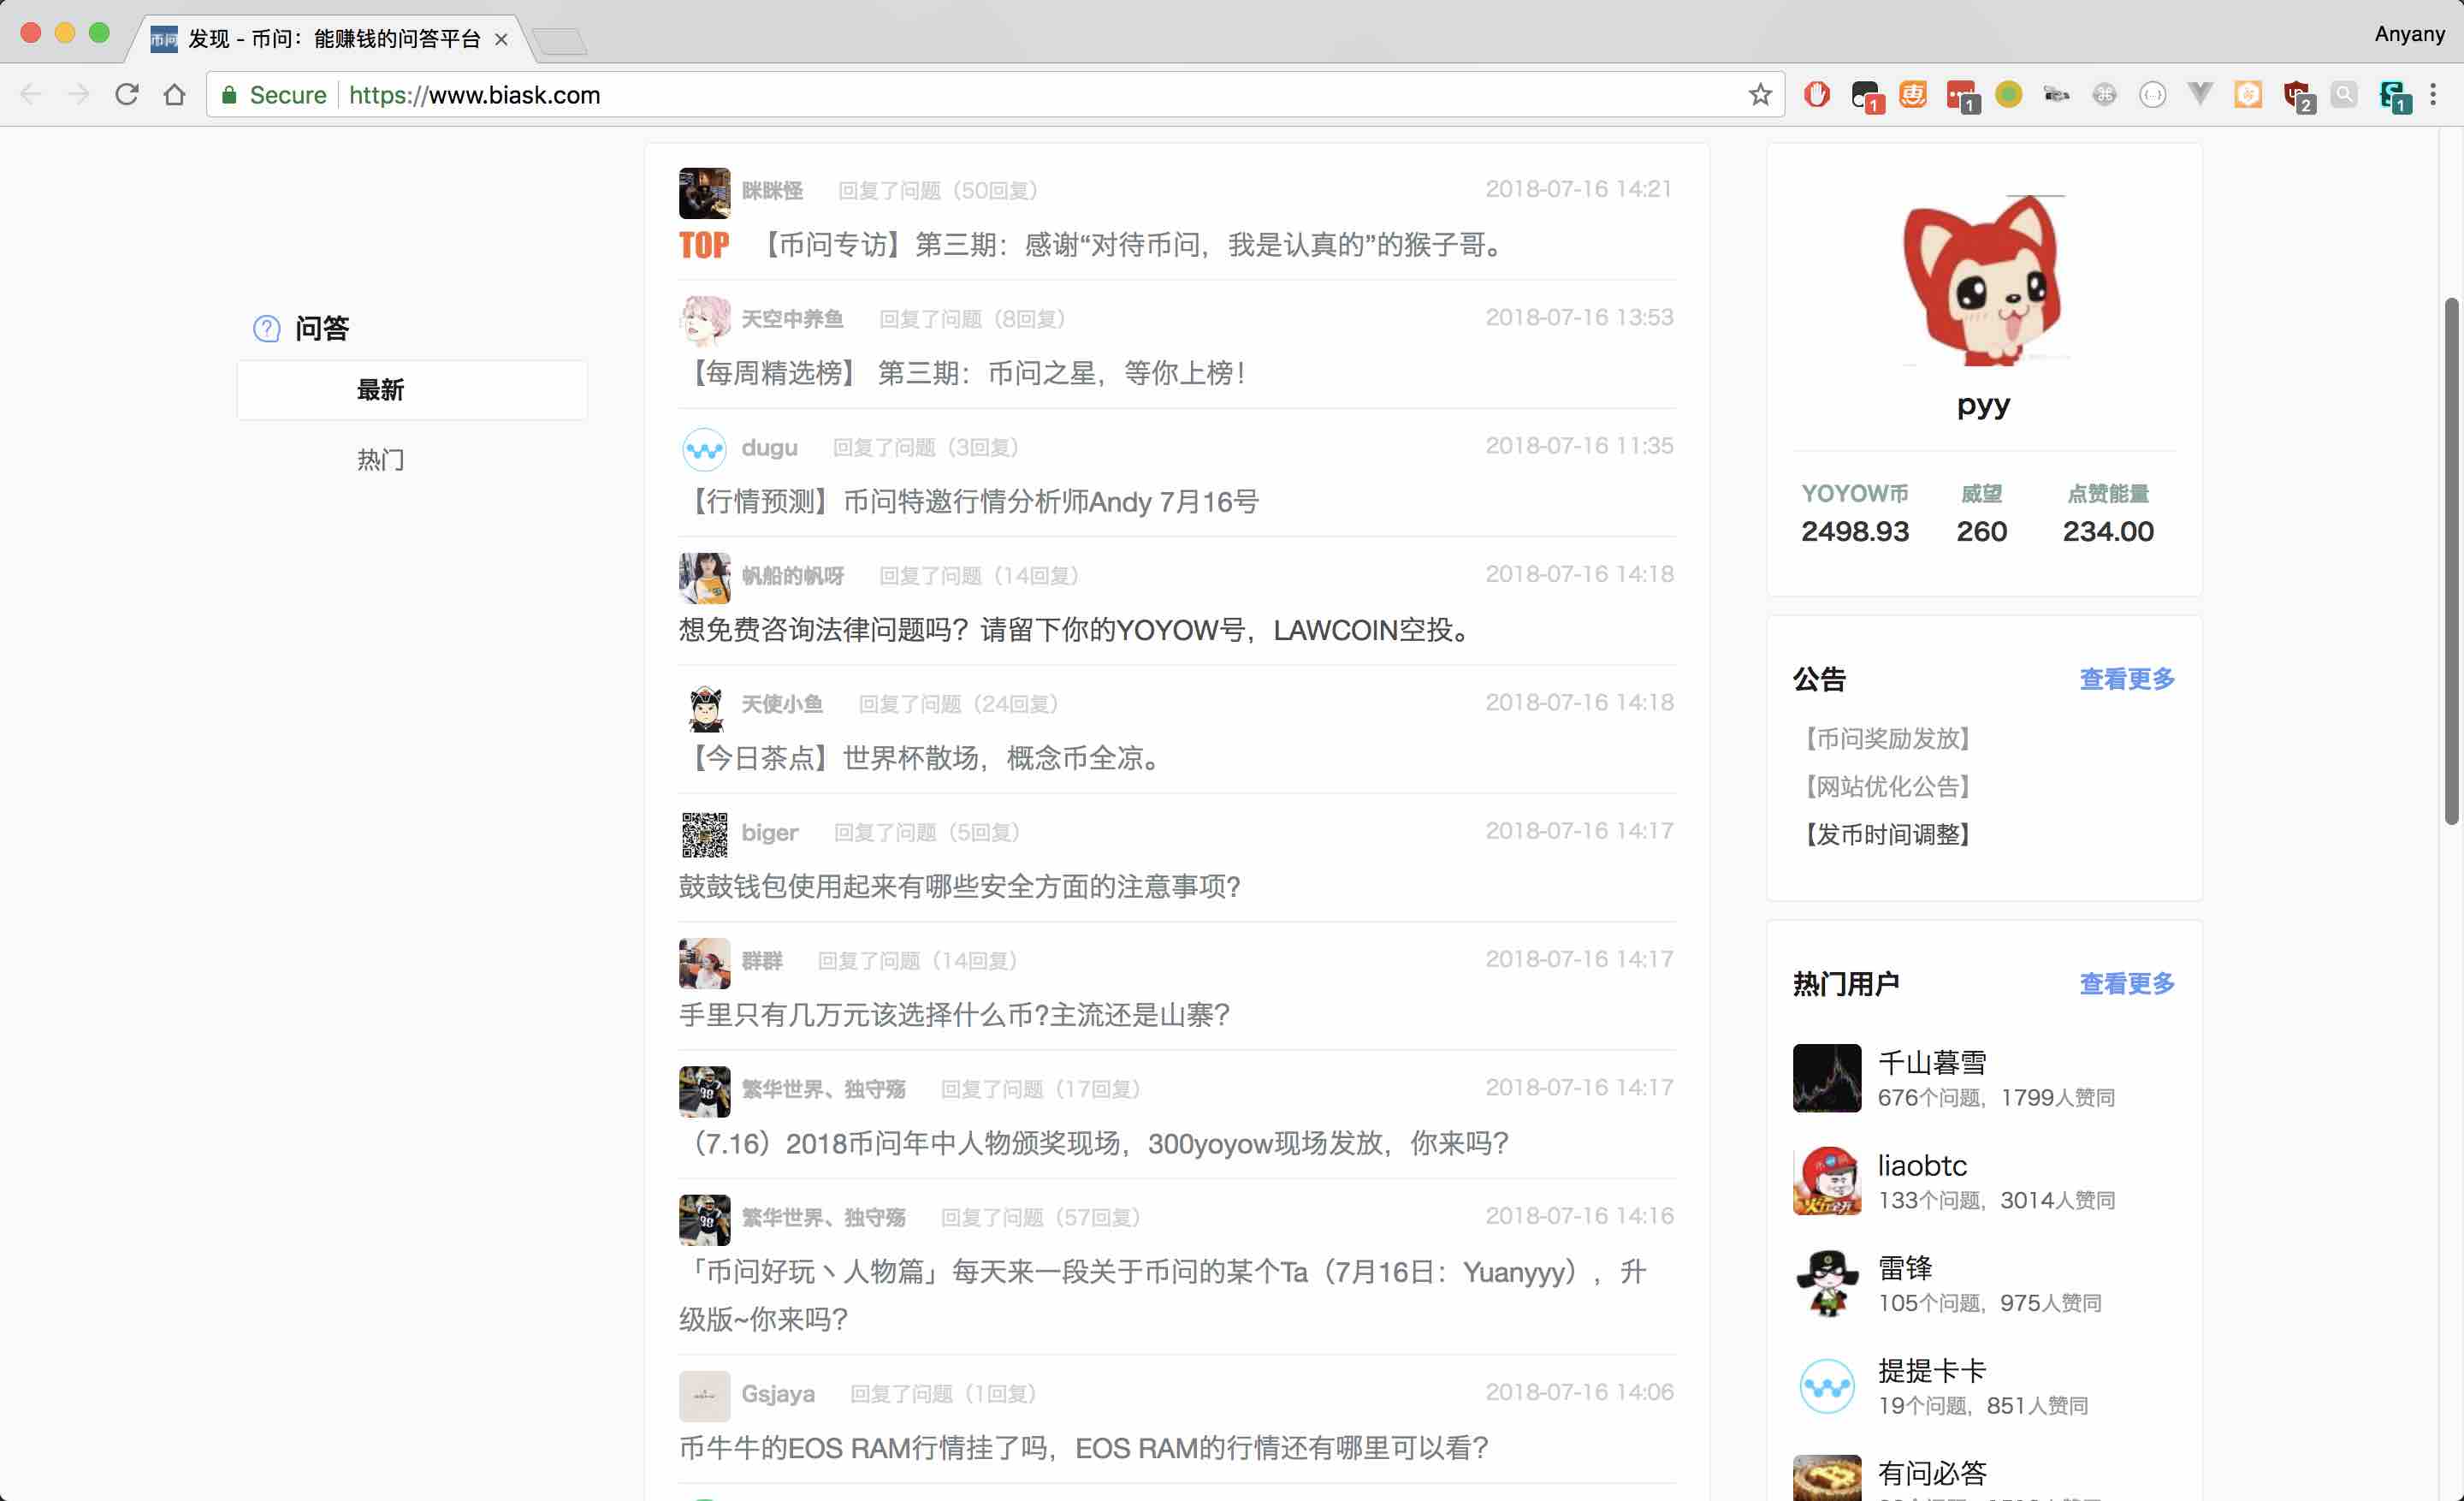 币问 发现 - 币问：能赚钱的问答平台
Anyany
Secure https://www.biask.com
1 惠 1 2 1
问答
最新
热门
眯眯怪 回复了问题（50回复） 2018-07-16 14:21
TOP 【币问专访】第三期：感谢“对待币问，我是认真的”的猴子哥。
天空中养鱼 回复了问题（8回复） 2018-07-16 13:53
【每周精选榜】 第三期：币问之星，等你上榜！
dugu 回复了问题（3回复） 2018-07-16 11:35
【行情预测】币问特邀行情分析师Andy 7月16号
帆船的帆呀 回复了问题（14回复） 2018-07-16 14:18
想免费咨询法律问题吗？请留下你的YOYOW号，LAWCOIN空投。
天使小鱼 回复了问题（24回复） 2018-07-16 14:18
【今日茶点】世界杯散场，概念币全凉。
biger 回复了问题（5回复） 2018-07-16 14:17
鼓鼓钱包使用起来有哪些安全方面的注意事项?
群群 回复了问题（14回复） 2018-07-16 14:17
手里只有几万元该选择什么币?主流还是山寨?
繁华世界、独守殇 回复了问题（17回复） 2018-07-16 14:17
（7.16）2018币问年中人物颁奖现场，300yoyow现场发放，你来吗?
繁华世界、独守殇 回复了问题（57回复） 2018-07-16 14:16
「币问好玩丶人物篇」每天来一段关于币问的某个Ta（7月16日：Yuanyyy），升
级版~你来吗?
Gsjaya 回复了问题（1回复） 2018-07-16 14:06
币牛牛的EOS RAM行情挂了吗，EOS RAM的行情还有哪里可以看?
pyy
YOYOW币 威望 点赞能量
2498.93 260 234.00
公告 查看更多
【币问奖励发放】
【网站优化公告】
【发币时间调整】
热门用户 查看更多
千山暮雪
676个问题，1799人赞同
liaobtc
133个问题，3014人赞同
雷锋
105个问题，975人赞同
提提卡卡
19个问题，851人赞同
有问必答